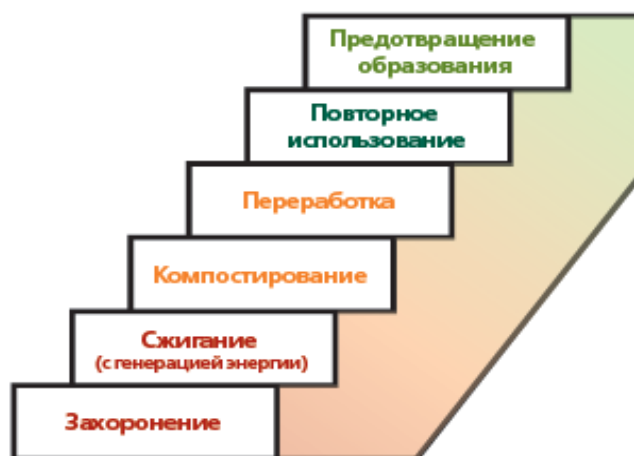 Предотвращение
образования
Повторное
использование
Переработка
Компостирование
Сжигание
(с генерацией энергии)
Захоронение